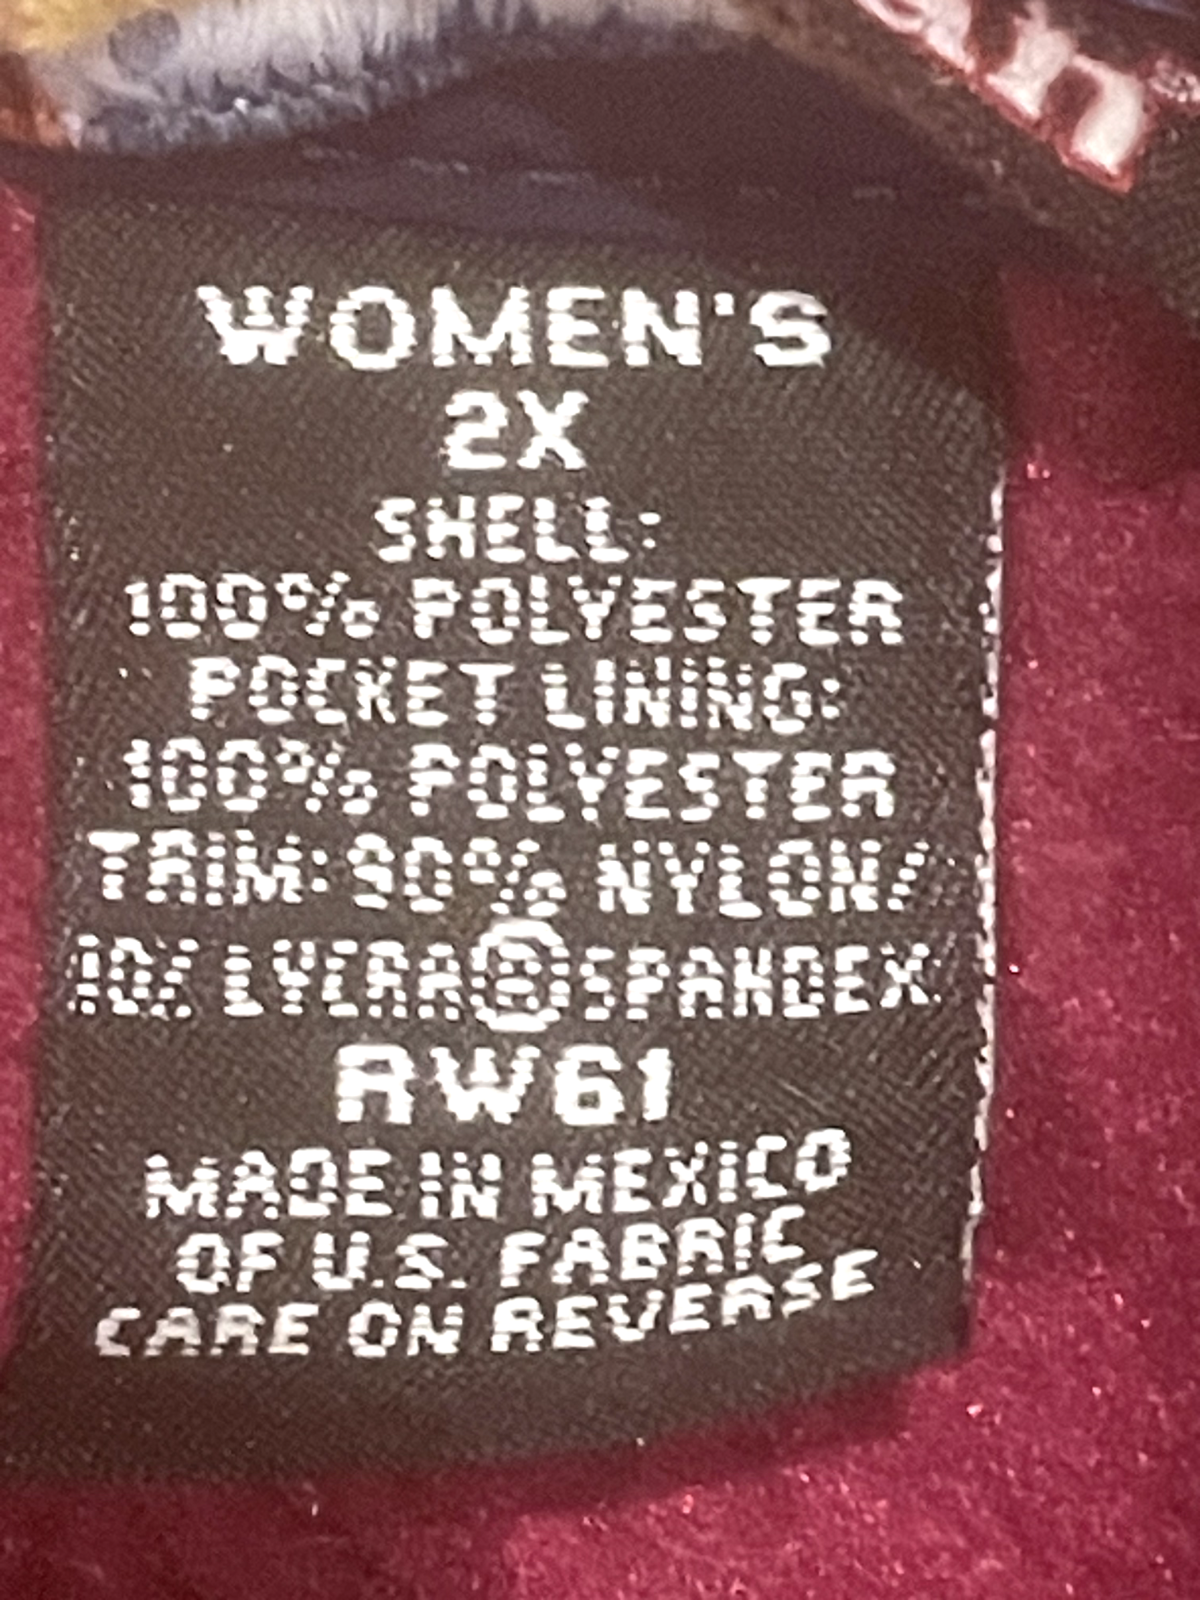 WOMEN'S
2X
SHELL:
100% POLYESTER
POCKET LINING:
100% POLYESTER
TRIM: 90% NYLON/
10% LYCRA® SPANDEX
RW61
MADE IN MEXICO
OF U.S. FABRIC
CARE ON REVERSE